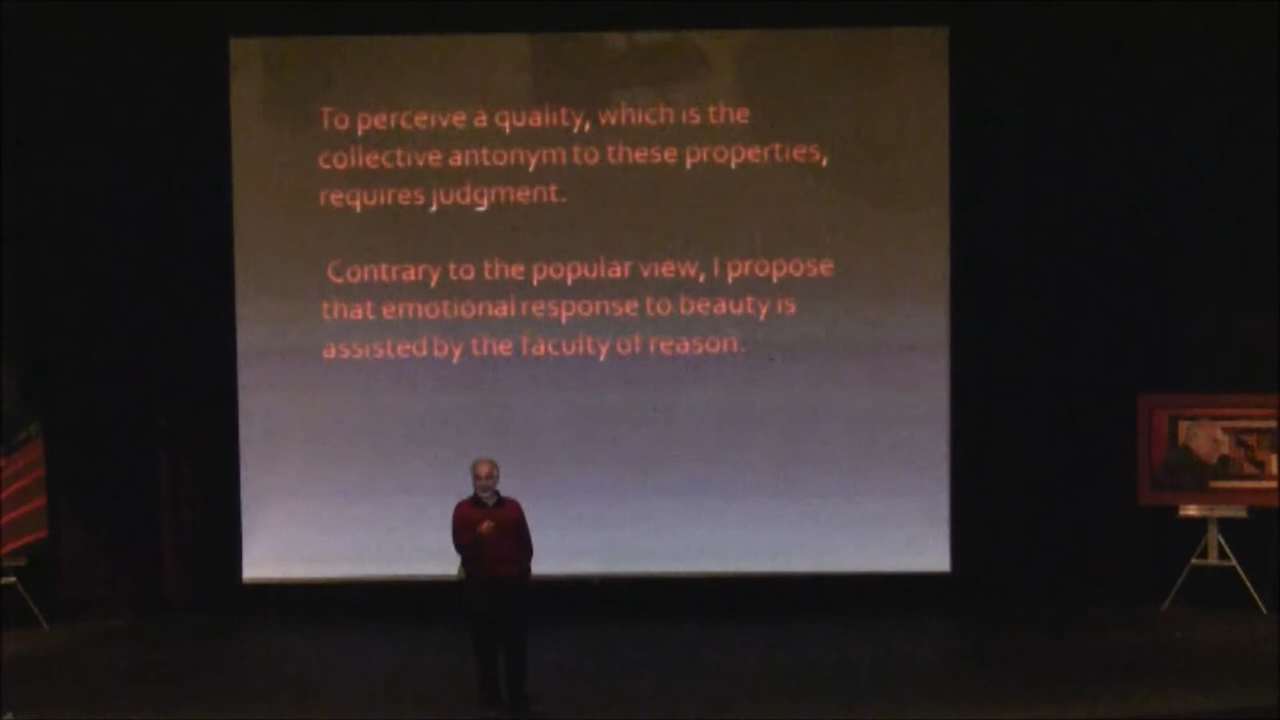 To perceive a quality, which is the
collective antonym to these properties,
requires judgment.
Contrary to the popular view, I propose
that emotional response to beauty is
assisted by the faculty of reason.